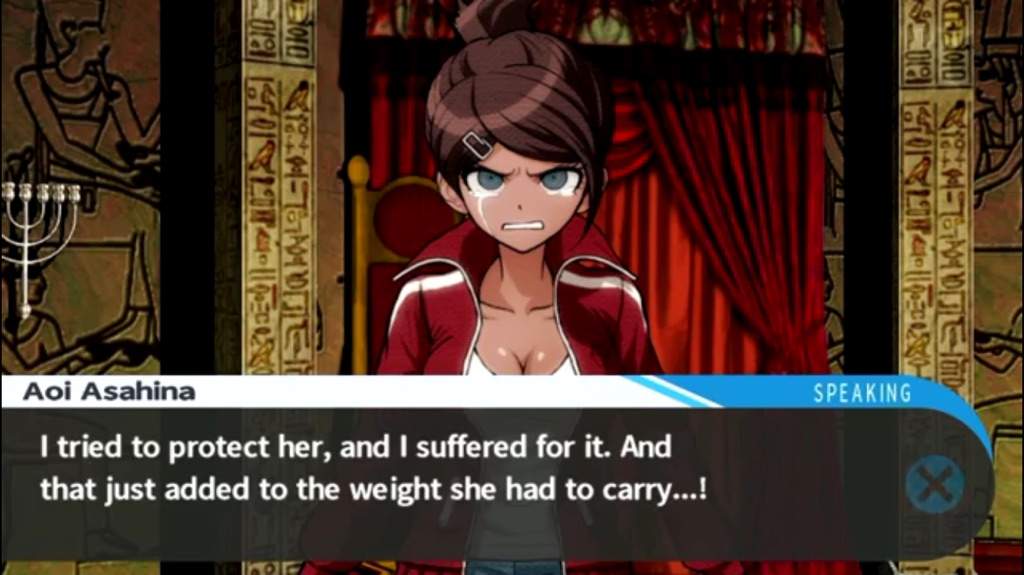 Aoi Asahina
SPEAKING
I tried to protect her, and I suffered for it. And
that just added to the weight she had to carry...!